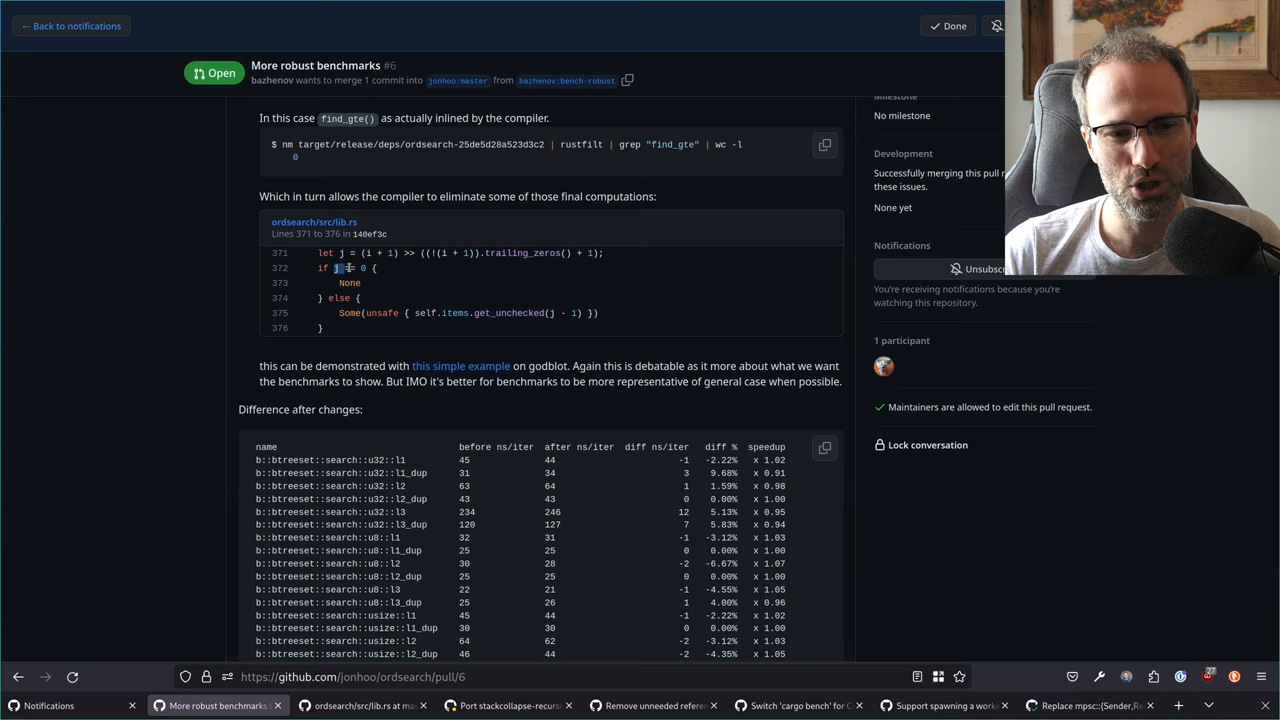 ← Back to notifications
Done
Open
More robust benchmarks #6
bazhenov wants to merge 1 commit into jonhoo:master from bazhenov:bench-robust
Milestone
No milestone
Development
Successfully merging this pull r
these issues.
None yet
Notifications
Unsubsc
You're receiving notifications because you're
watching this repository.
1 participant
Maintainers are allowed to edit this pull request.
Lock conversation
In this case find_gte() as actually inlined by the compiler.
$ nm target/release/deps/ordsearch-25de5d28a523d3c2 | rustfilt | grep "find_gte" | wc -l
0
Which in turn allows the compiler to eliminate some of those final computations:
ordsearch/src/lib.rs
Lines 371 to 376 in 140ef3c
371 let j = (i + 1) >> ((!(i + 1)).trailing_zeros() + 1);
372 if j == 0 {
373 None
374 } else {
375 Some(unsafe { self.items.get_unchecked(j - 1) })
376 }
this can be demonstrated with this simple example on godblot. Again this is debatable as it more about what we want
the benchmarks to show. But IMO it's better for benchmarks to be more representative of general case when possible.
Difference after changes:
name before ns/iter after ns/iter diff ns/iter diff % speedup
b::btreeset::search::u32::l1 45 44 -1 -2.22% x 1.02
b::btreeset::search::u32::l1_dup 31 34 3 9.68% x 0.91
b::btreeset::search::u32::l2 63 64 1 1.59% x 0.98
b::btreeset::search::u32::l2_dup 43 43 0 0.00% x 1.00
b::btreeset::search::u32::l3 234 246 12 5.13% x 0.95
b::btreeset::search::u32::l3_dup 120 127 7 5.83% x 0.94
b::btreeset::search::u8::l1 32 31 -1 -3.12% x 1.03
b::btreeset::search::u8::l1_dup 25 25 0 0.00% x 1.00
b::btreeset::search::u8::l2 30 28 -2 -6.67% x 1.07
b::btreeset::search::u8::l2_dup 25 25 0 0.00% x 1.00
b::btreeset::search::u8::l3 22 21 -1 -4.55% x 1.05
b::btreeset::search::u8::l3_dup 25 26 1 4.00% x 0.96
b::btreeset::search::usize::l1 45 44 -1 -2.22% x 1.02
b::btreeset::search::usize::l1_dup 30 30 0 0.00% x 1.00
b::btreeset::search::usize::l2 64 62 -2 -3.12% x 1.03
b::btreeset::search::usize::l2_dup 46 44 -2 -4.35% x 1.05
https://github.com/jonhoo/ordsearch/pull/6
27
Notifications
More robust benchmarks
ordsearch/src/lib.rs at mas
Port stackcollapse-recursi
Remove unneeded referen
Switch 'cargo bench' for C
Support spawning a worke
Replace mpsc::{Sender,Re